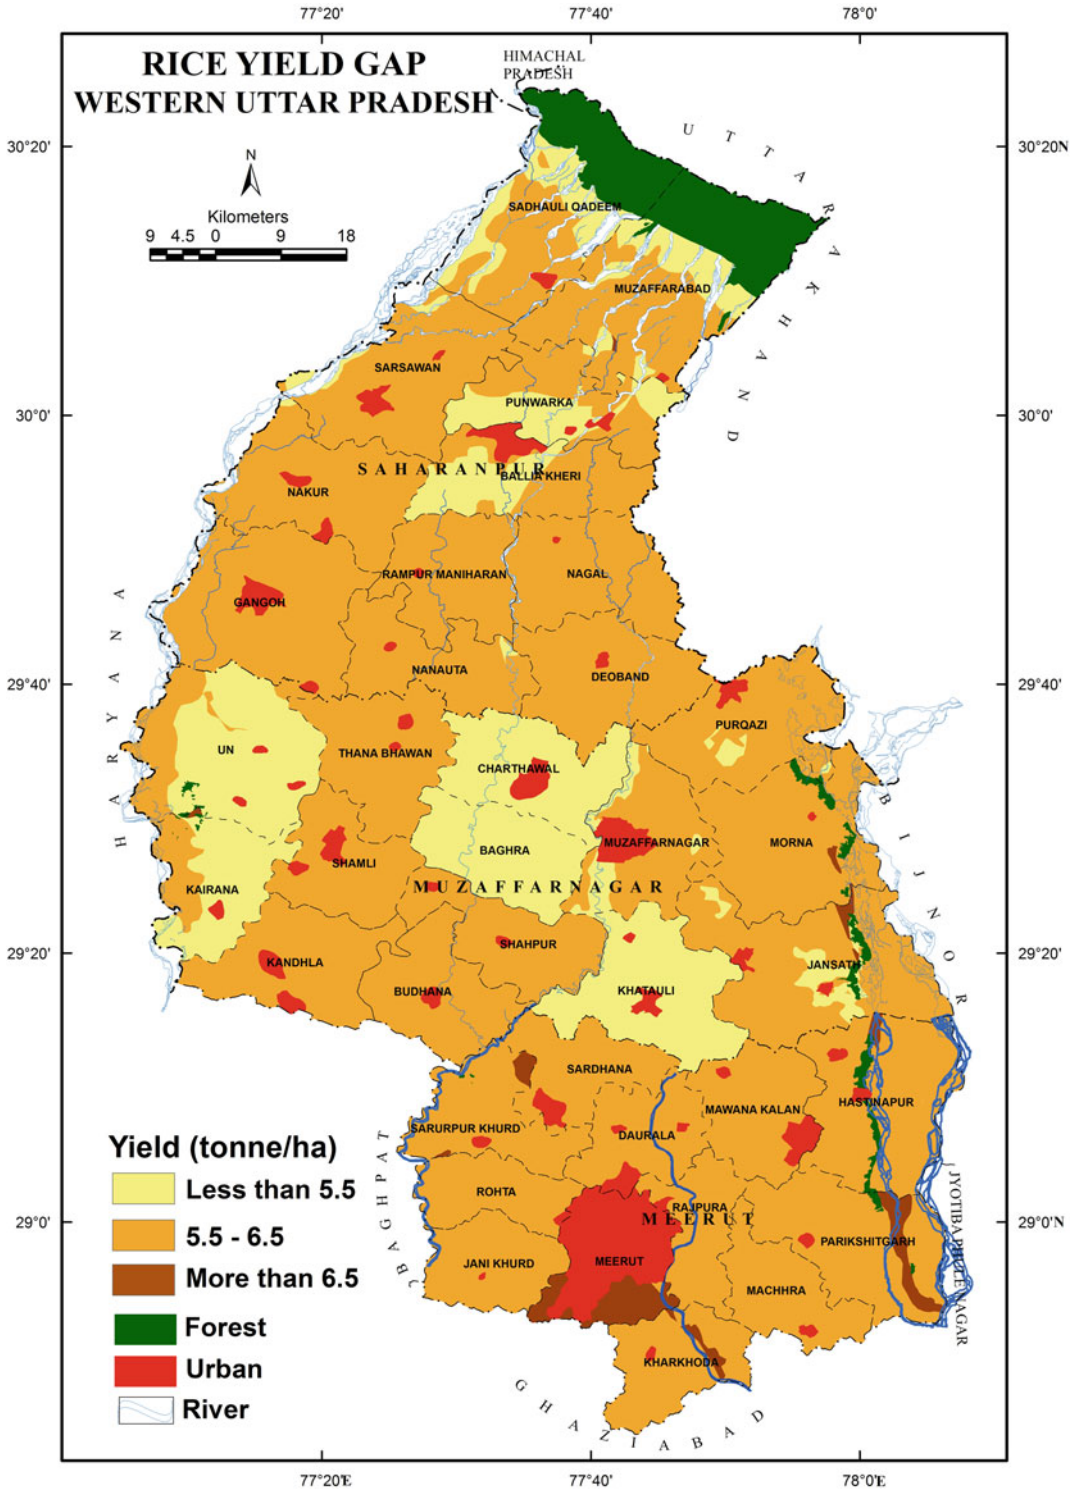 77°20' 77°40' 78°0'
RICE YIELD GAP
WESTERN UTTAR PRADESH
HIMACHAL
PRADESH
UTTARAKHAND
30°20' 30°20N
N
Kilometers
9 4.5 0 9 18
SADHAULI QADEEM
MUZAFFARABAD
SARSAWAN
PUNWARKA
30°0' 30°0'
SAHARANPUR
BALLIA KHERI
NAKUR
RAMPUR MANIHARAN
NAGAL
GANGOH
HARYANA
NANAUTA
DEOBAND
29°40' 29°40'
PURQAZI
UN
THANA BHAWAN
CHARTHAWAL
BIJNOR
BAGHRA
MUZAFFARNAGAR
MORNA
SHAMLI
KAIRANA
MUZAFFARNAGAR
SHAHPUR
29°20' 29°20'
KANDHLA
JANSATH
BUDHANA
KHATAULI
SARDHANA
MAWANA KALAN
HASTINAPUR
SARURPUR KHURD
DAURALA
BAGHPAT
JYOTIBAPHULE NAGAR
ROHTA
RAJPURA
MEERUT
29°0' 29°0'N
PARIKSHITGARH
JANI KHURD
MEERUT
MACHHRA
KHARKHODA
GHAZIABAD
Yield (tonne/ha)
Less than 5.5
5.5 - 6.5
More than 6.5
Forest
Urban
River
77°20'E 77°40' 78°0'E